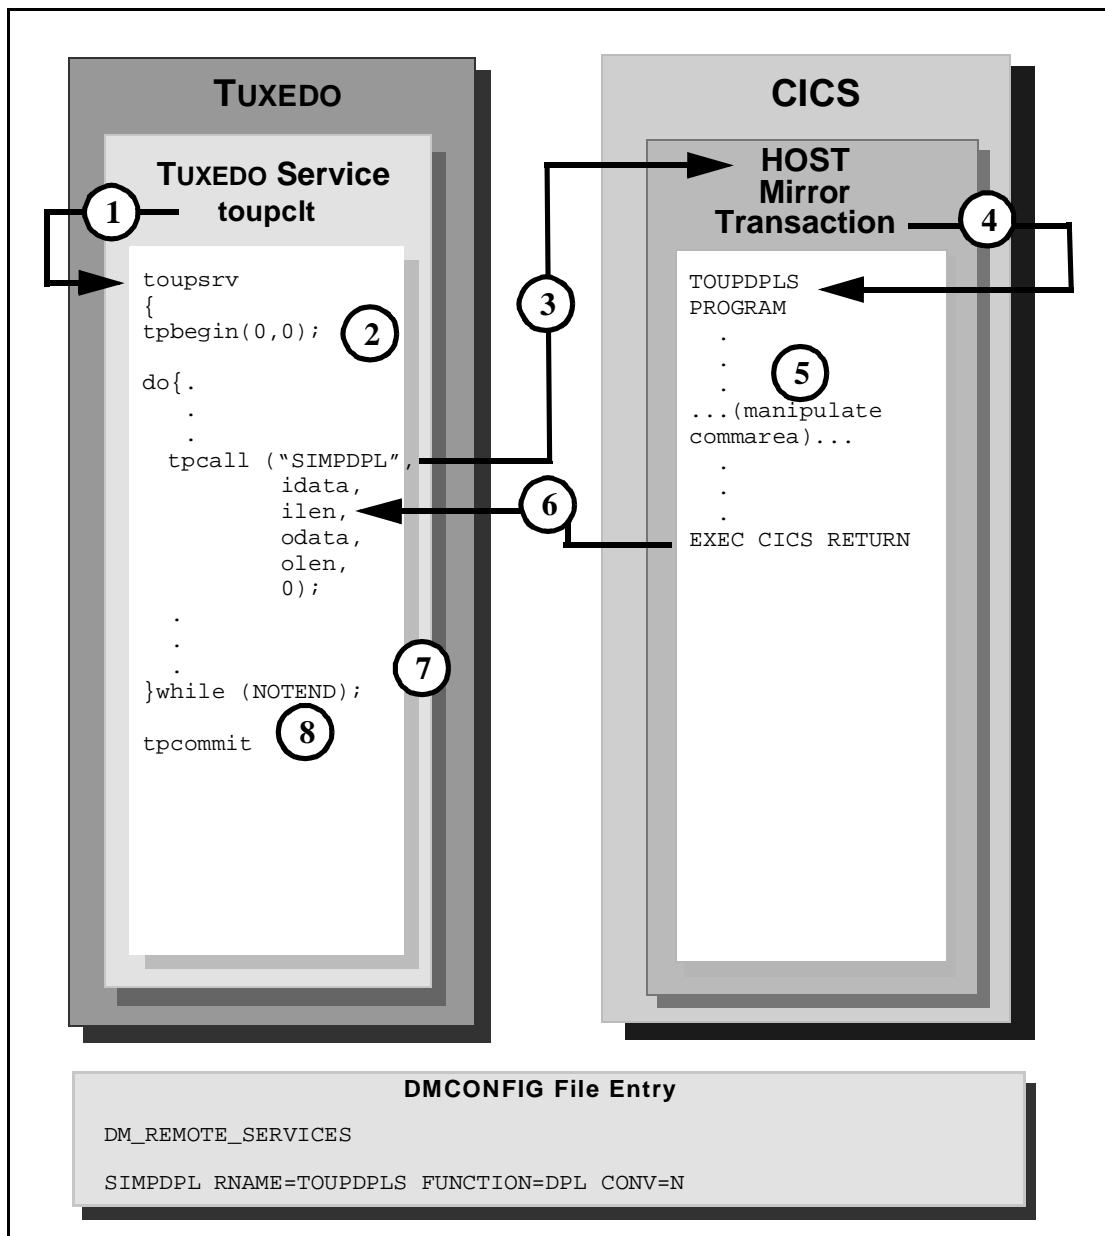 TUXEDO
TUXEDO Service
toupclt
1
toupsrv
{
tpbegin(0,0);
2
do{.
.
.
tpcall ("SIMPDPL",
idata,
ilen,
odata,
olen,
0);
.
.
.
7
}while (NOTEND);
8
tpcommit
3
6
CICS
HOST
Mirror
Transaction
4
TOUPDPLS
PROGRAM
.
.
.
5
...(manipulate
commarea)...
.
.
.
EXEC CICS RETURN
DMCONFIG File Entry
DM_REMOTE_SERVICES
SIMPDPL RNAME=TOUPDPLS FUNCTION=DPL CONV=N